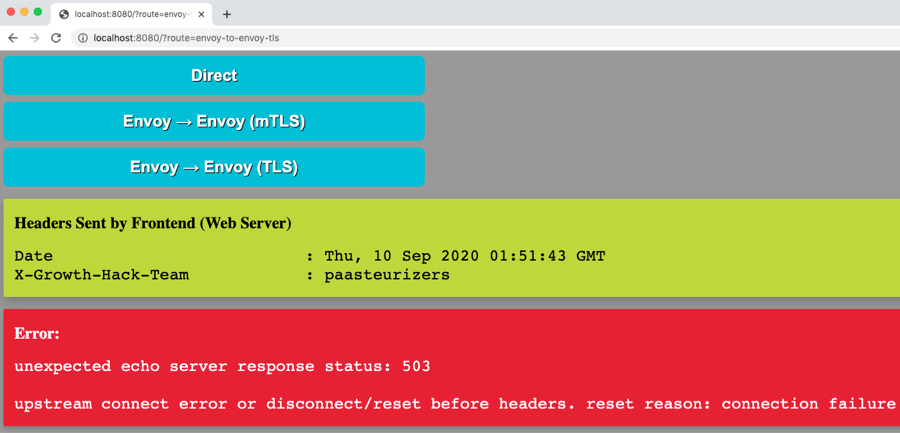 localhost:8080/?route=envoy-t
localhost:8080/?route=envoy-to-envoy-tls
Direct
Envoy → Envoy (mTLS)
Envoy → Envoy (TLS)
Headers Sent by Frontend (Web Server)
Date : Thu, 10 Sep 2020 01:51:43 GMT
X-Growth-Hack-Team : paasteurizers
Error:
unexpected echo server response status: 503
upstream connect error or disconnect/reset before headers. reset reason: connection failure